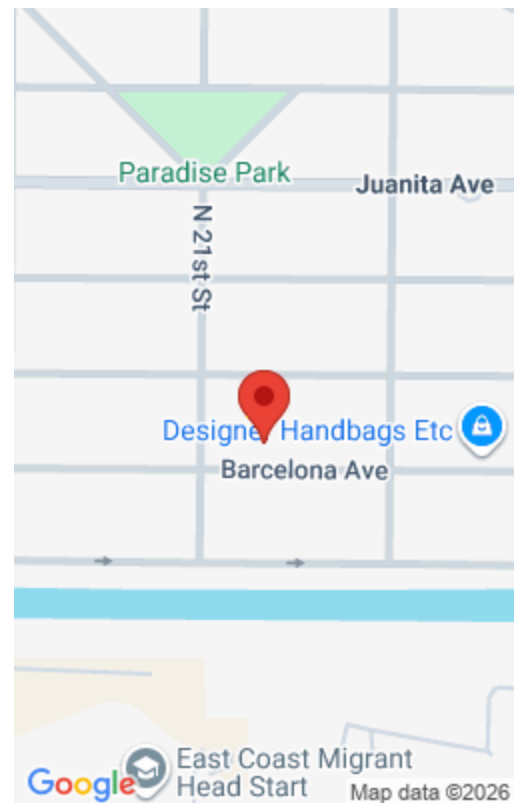 Paradise Park
Juanita Ave
N 21st St
Designer Handbags Etc
Barcelona Ave
East Coast Migrant
Head Start
Google
Map data ©2026